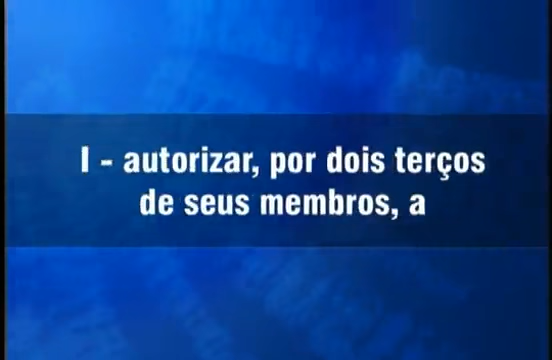 I - autorizar, por dois terços
de seus membros, a